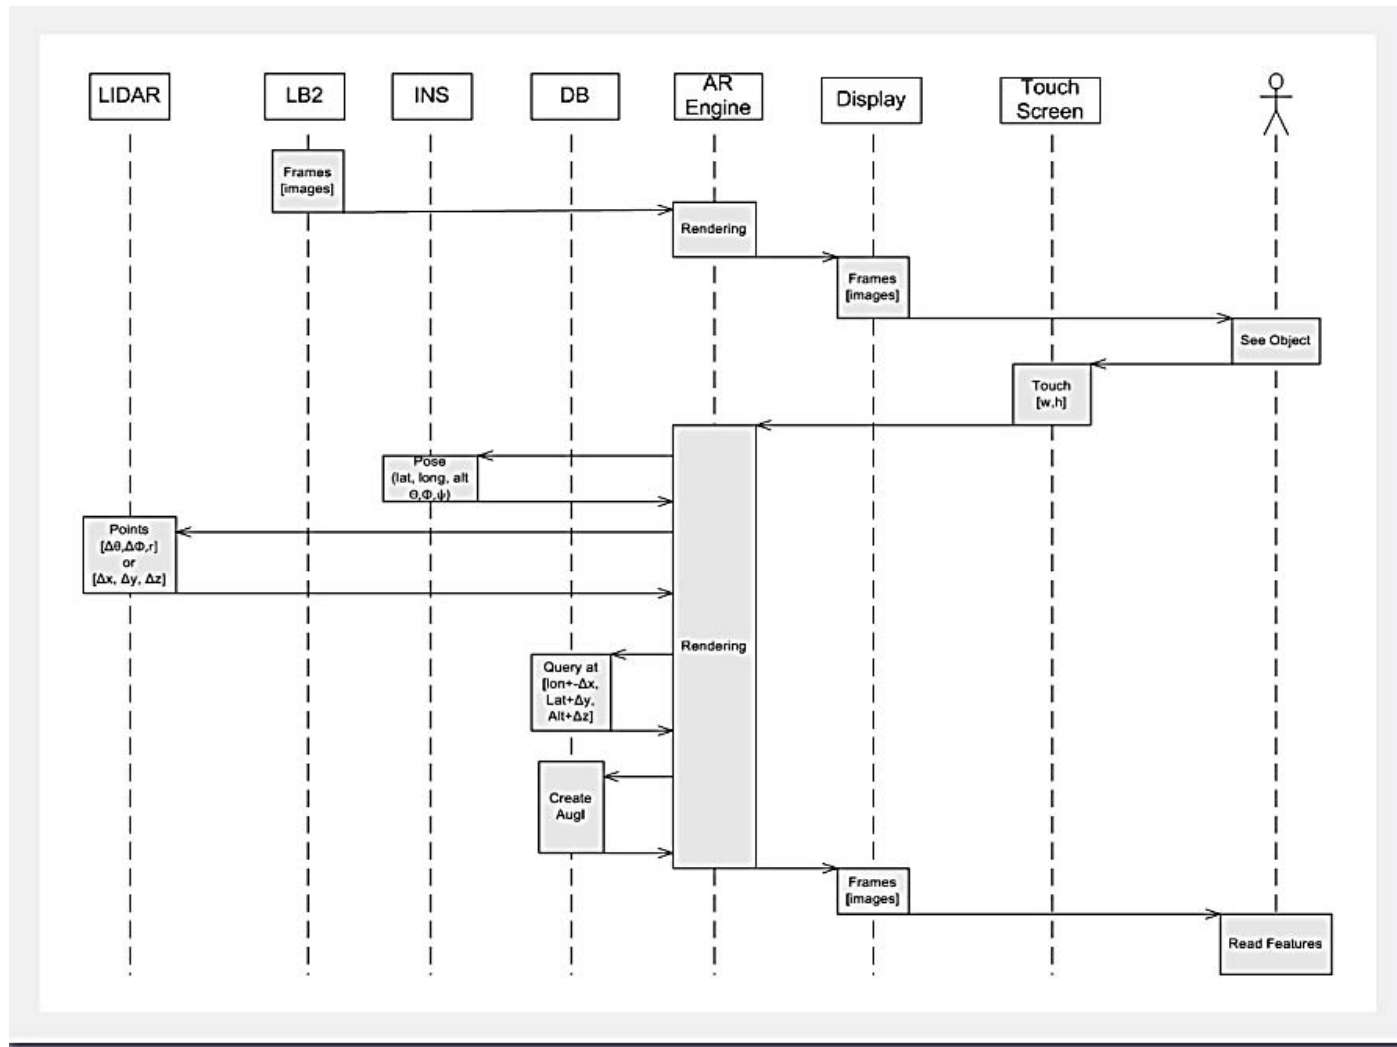 LIDAR
LB2
INS
DB
AR
Engine
Display
Touch
Screen
Frames
[images]
Rendering
Frames
[images]
See Object
Touch
[w,h]
Pose
(lat, long, alt
Θ,Φ,ψ)
Points
[Δθ,ΔΦ,r]
or
[Δx, Δy, Δz]
Rendering
Query at
[lon+-Δx,
Lat+Δy,
Alt+Δz]
Create
AugI
Frames
[images]
Read Features